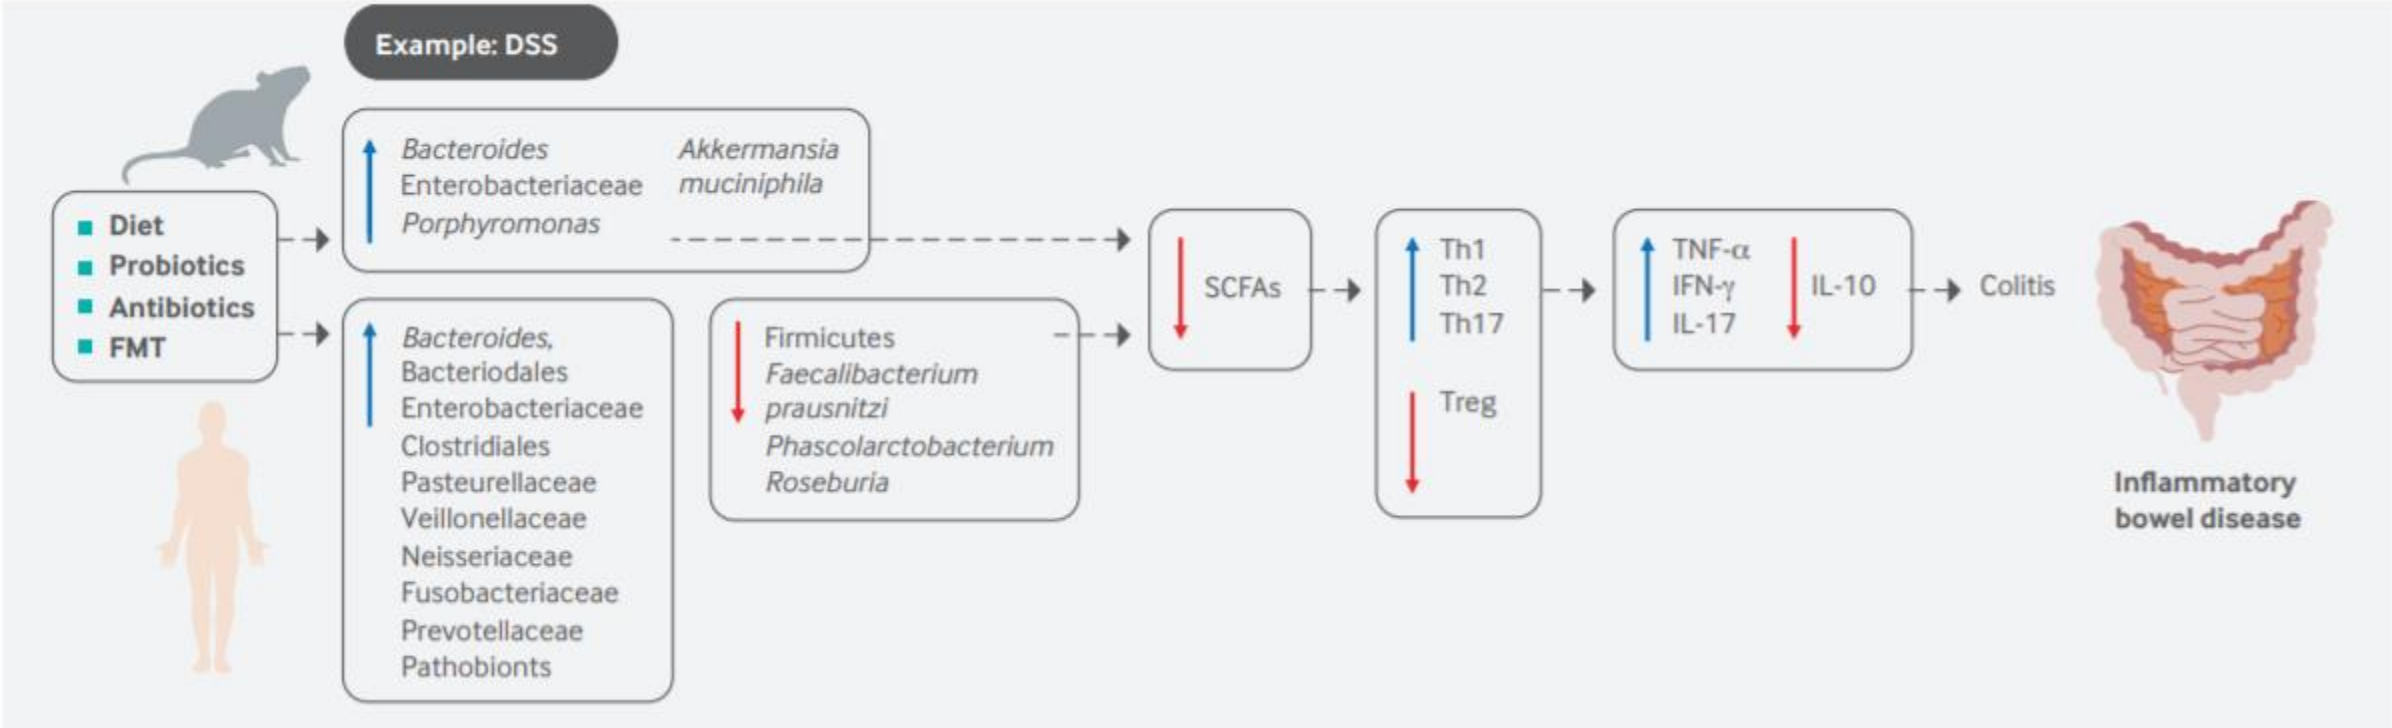 Example: DSS
Diet
Probiotics
Antibiotics
FMT
Bacteroides
Enterobacteriaceae
Porphyromonas
Akkermansia
muciniphila
Bacteroides,
Bacteriodales
Enterobacteriaceae
Clostridiales
Pasteurellaceae
Veillonellaceae
Neisseriaceae
Fusobacteriaceae
Prevotellaceae
Pathobionts
Firmicutes
Faecalibacterium
prausnitzi
Phascolarctobacterium
Roseburia
SCFAs
Th1
Th2
Th17
Treg
TNF-α
IFN-γ
IL-17
IL-10
Colitis
Inflammatory
bowel disease